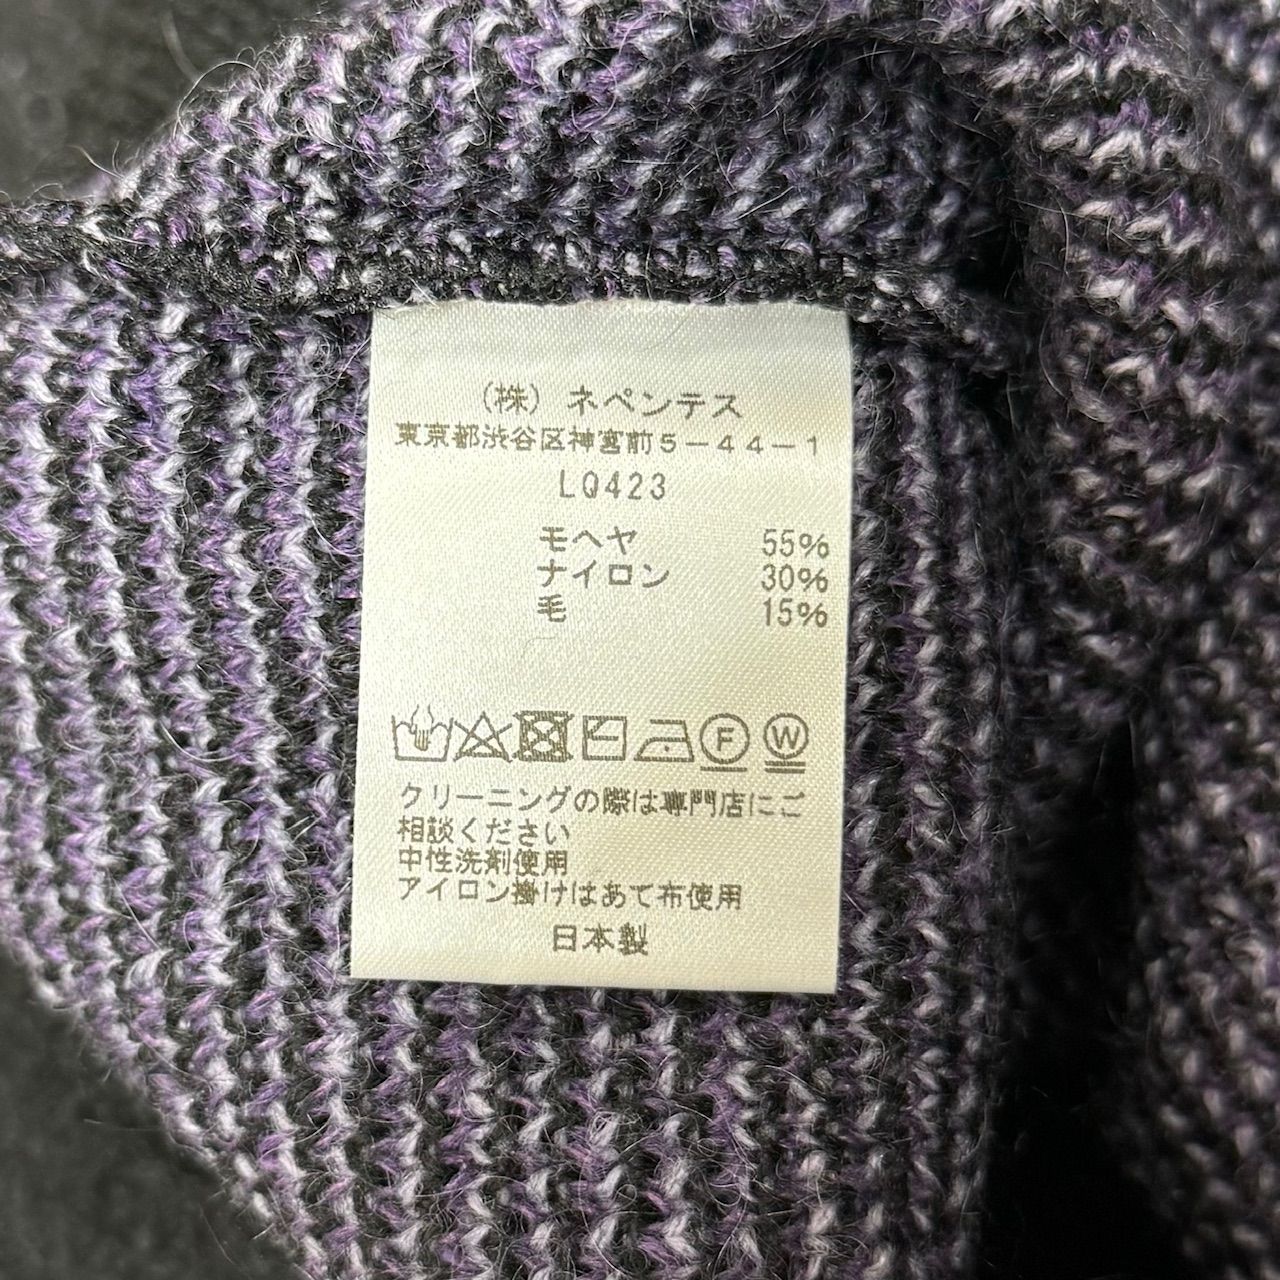 (株) ネペンテス
東京都渋谷区神宮前5-44-1
LQ423
モヘヤ 55%
ナイロン 30%
毛 15%
F W
クリーニングの際は専門店にご
相談ください
中性洗剤使用
アイロン掛けはあて布使用
日本製